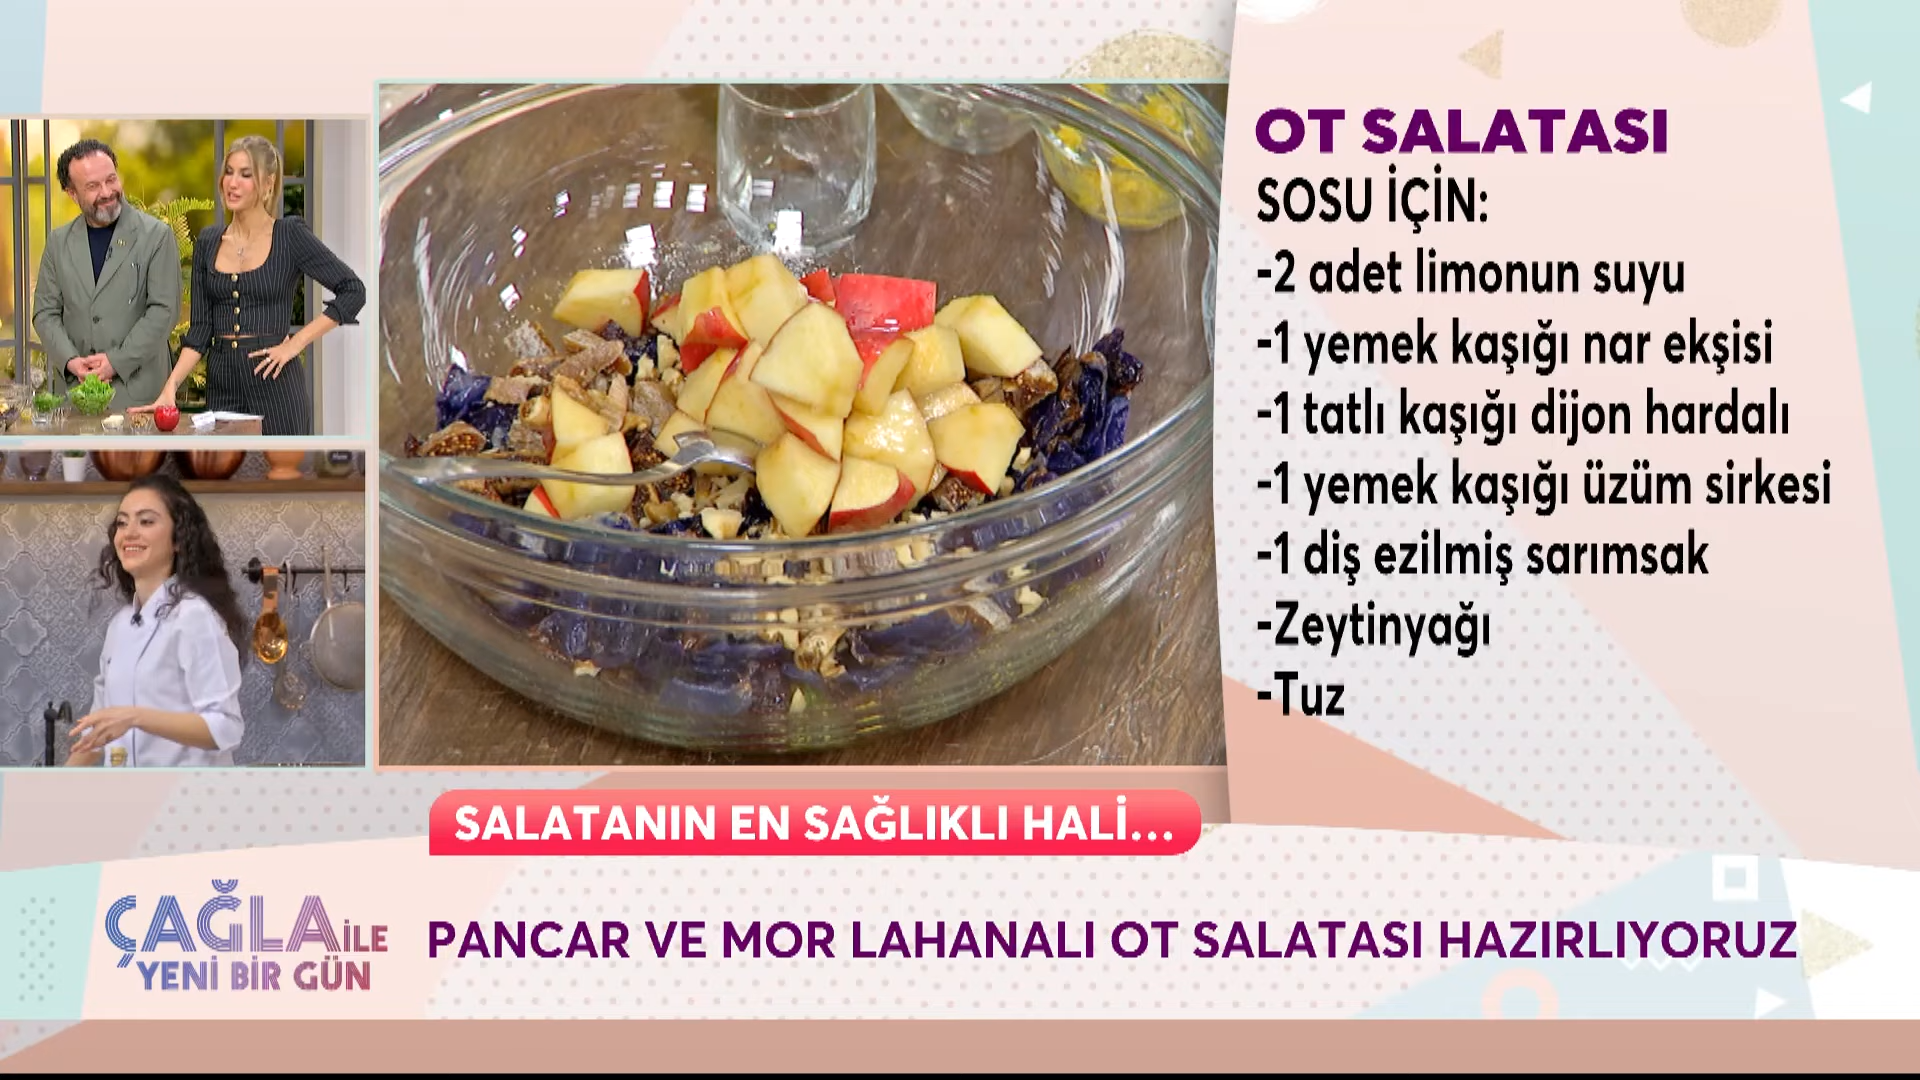 OT SALATASI
SOSU İÇİN:
-2 adet limonun suyu
-1 yemek kaşığı nar ekşisi
-1 tatlı kaşığı dijon hardalı
-1 yemek kaşığı üzüm sirkesi
-1 diş ezilmiş sarımsak
-Zeytinyağı
-Tuz
SALATANIN EN SAĞLIKLI HALİ...
ÇAĞLA İLE
YENİ BİR GÜN
PANCAR VE MOR LAHANALI OT SALATASI HAZIRLIYORUZ